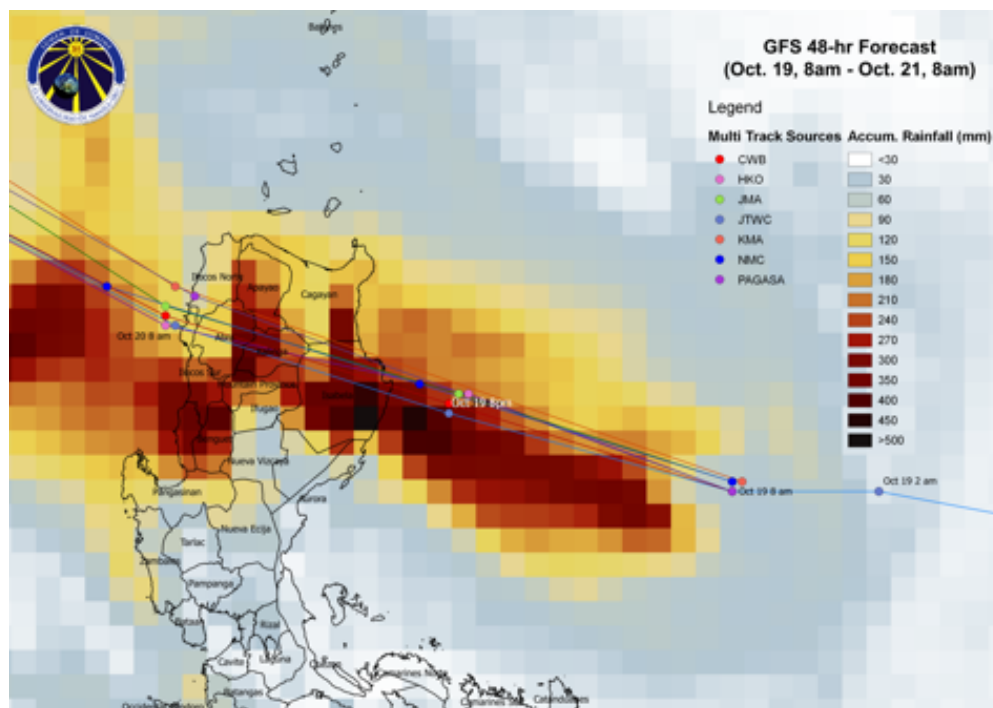 GFS 48-hr Forecast
(Oct. 19, 8am - Oct. 21, 8am)
Legend
Multi Track Sources
CWB
HKO
JMA
JTWC
KMA
NMC
PAGASA
Accum. Rainfall (mm)
<30
30
60
90
120
150
180
210
240
270
300
350
400
450
>500
Ilocos Norte
Apayao
Cagayan
Oct 20 8 am
Ilocos Sur
Mountain Province
Ifugao
Benguet
Nueva Vizcaya
Oct 19 8pm
Oct 19 8 am
Oct 19 2 am
Pangasinan
Aurora
Nueva Ecija
Tarlac
Zambales
Pampanga
Bataan
Rizal
Cavite
Laguna
Quezon
Batangas
Camarines Norte
Catanduanes